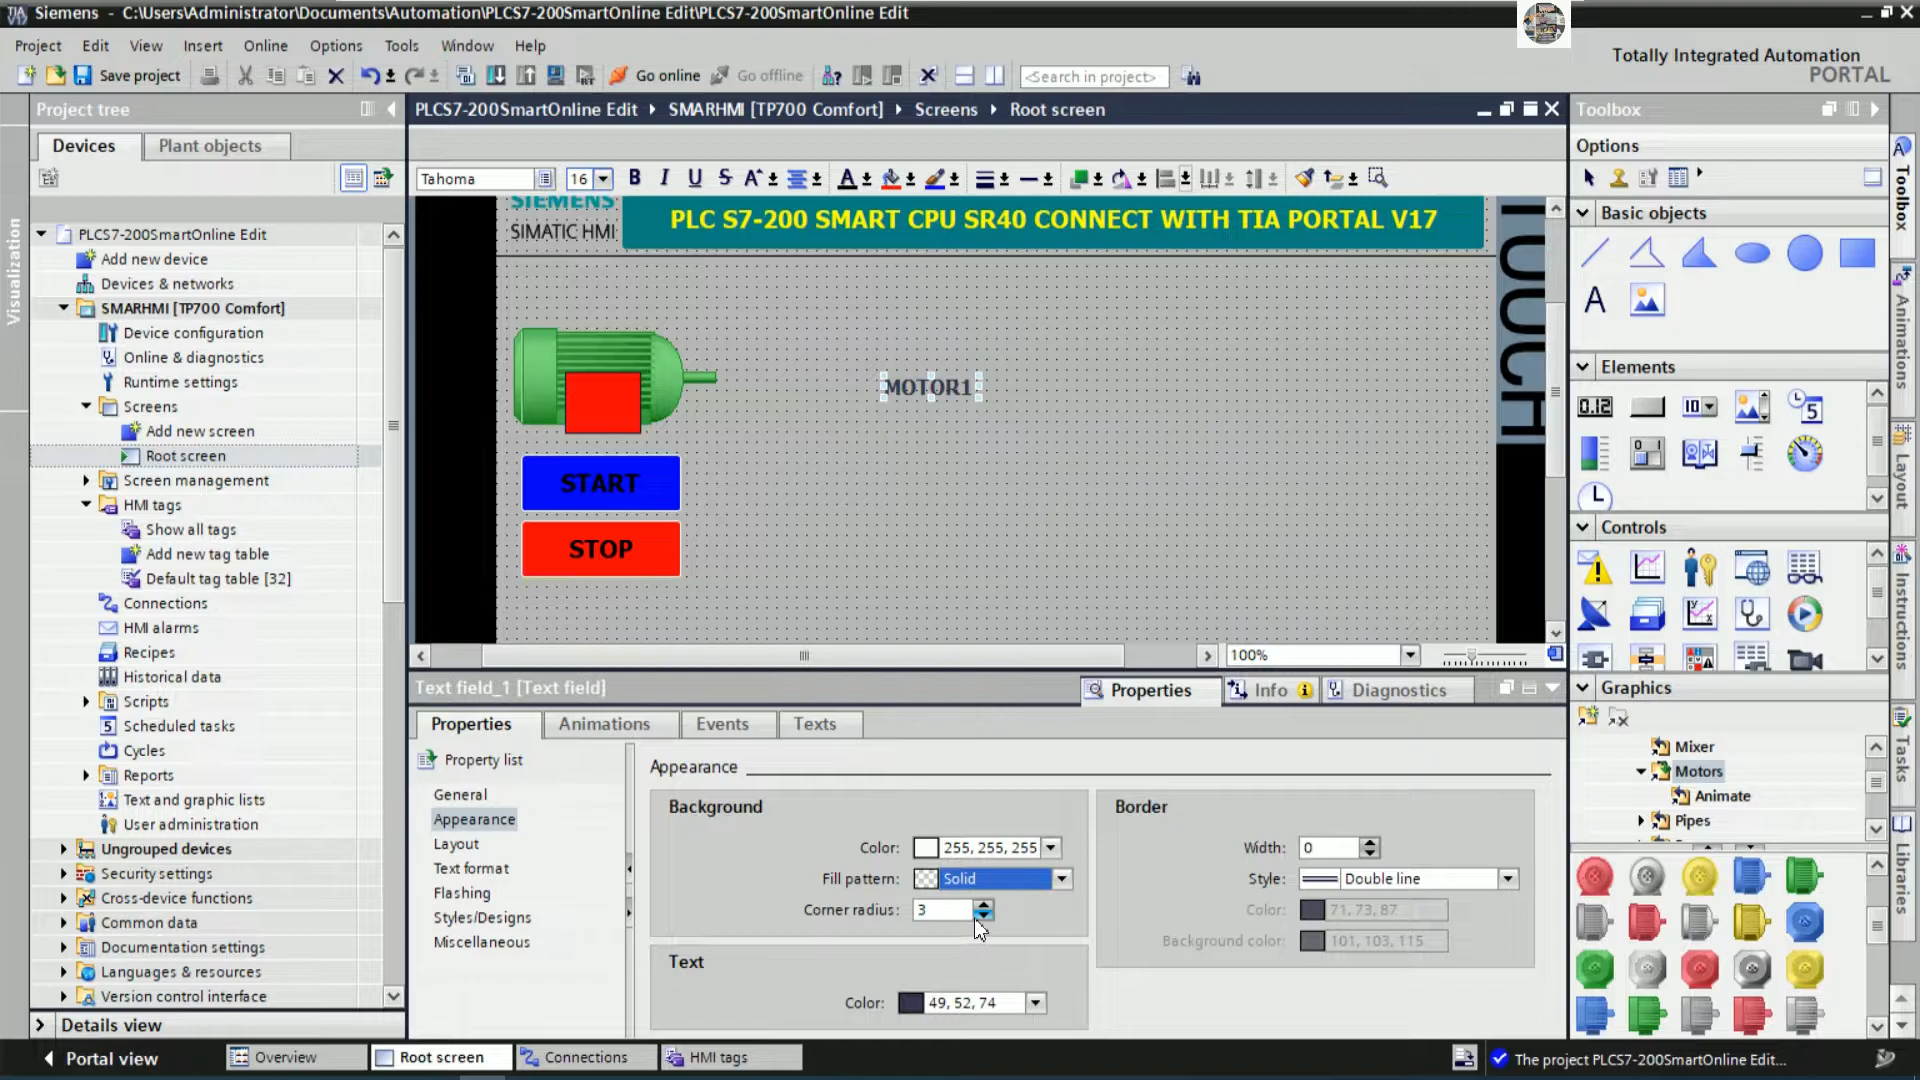 Siemens - C:\Users\Administrator\Documents\Automation\PLCS7-200SmartOnline Edit\PLCS7-200SmartOnline Edit
Project Edit View Insert Online Options Tools Window Help
Totally Integrated Automation
PORTAL
Save project
Go online
Go offline
<Search in project>
Project tree
PLCS7-200SmartOnline Edit
SMARHMI [TP700 Comfort]
Screens
Root screen
Toolbox
Devices
Plant objects
Options
Visualization
Tahoma
16
B I U S A A
SIEMENS
SIMATIC HMI
PLC S7-200 SMART CPU SR40 CONNECT WITH TIA PORTAL V17
TOUCH
MOTOR1
START
STOP
PLCS7-200SmartOnline Edit
Add new device
Devices & networks
SMARHMI [TP700 Comfort]
Device configuration
Online & diagnostics
Runtime settings
Screens
Add new screen
Root screen
Screen management
HMI tags
Show all tags
Add new tag table
Default tag table [32]
Connections
HMI alarms
Recipes
Historical data
Scripts
Scheduled tasks
Cycles
Reports
Text and graphic lists
User administration
Ungrouped devices
Security settings
Cross-device functions
Common data
Documentation settings
Languages & resources
Version control interface
Details view
100%
Text field_1 [Text field]
Properties
Info
Diagnostics
Properties
Animations
Events
Texts
Property list
General
Appearance
Layout
Text format
Flashing
Styles/Designs
Miscellaneous
Appearance
Background
Color: 255, 255, 255
Fill pattern: Solid
Corner radius: 3
Text
Color: 49, 52, 74
Border
Width: 0
Style: Double line
Color: 71, 73, 87
Background color: 101, 103, 115
Basic objects
A
Elements
0.12
10
5
Controls
Graphics
Mixer
Motors
Animate
Pipes
Toolbox
Animations
Layout
Instructions
Tasks
Libraries
Portal view
Overview
Root screen
Connections
HMI tags
The project PLCS7-200SmartOnline Edit...